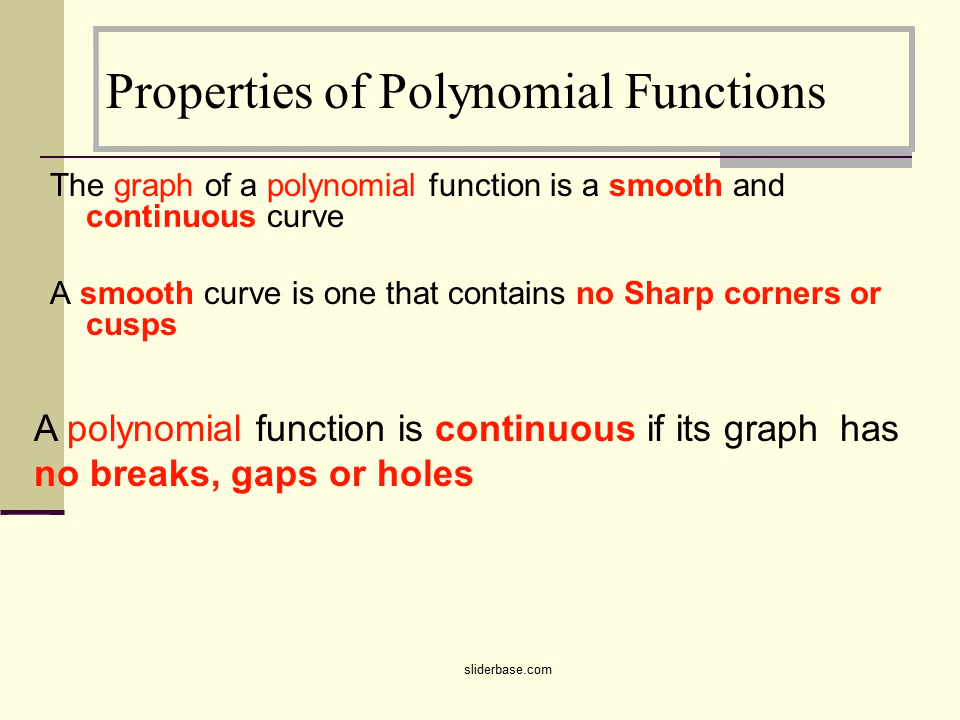 Properties of Polynomial Functions
The graph of a polynomial function is a smooth and
continuous curve
A smooth curve is one that contains no Sharp corners or
cusps
A polynomial function is continuous if its graph  has
no breaks, gaps or holes
sliderbase.com